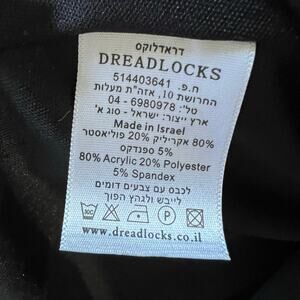 דראדלוקס
DREADLOCKS
ח.פ. 514403641
החרושת 10, אזה"ת מעלות
טל': 04 - 6980978
ארץ ייצור: ישראל - סוג א'
Made in Israel
80% אקריליק 20% פוליאסטר
5% ספנדקס
80% Acrylic 20% Polyester
5% Spandex
לכבס עם צבעים דומים
לייבש ולגהץ הפוך
www.dreadlocks.co.il